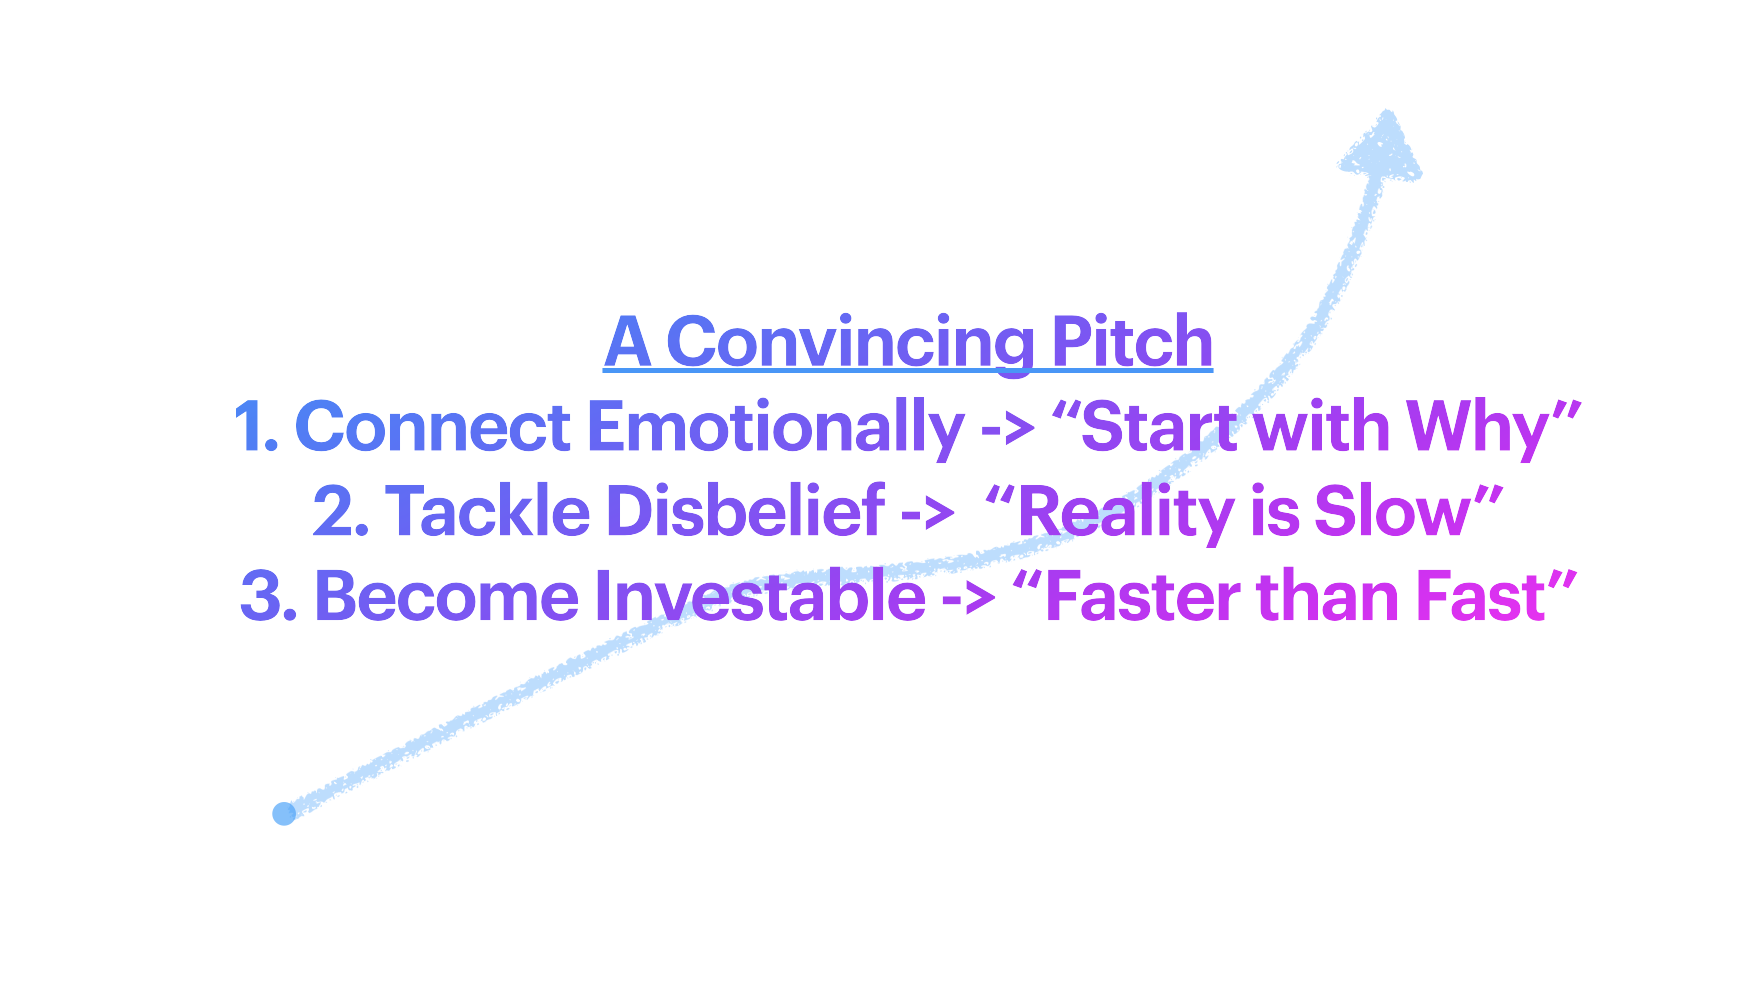 A Convincing Pitch
1. Connect Emotionally -> “Start with Why”
2. Tackle Disbelief -> “Reality is Slow”
3. Become Investable -> “Faster than Fast”